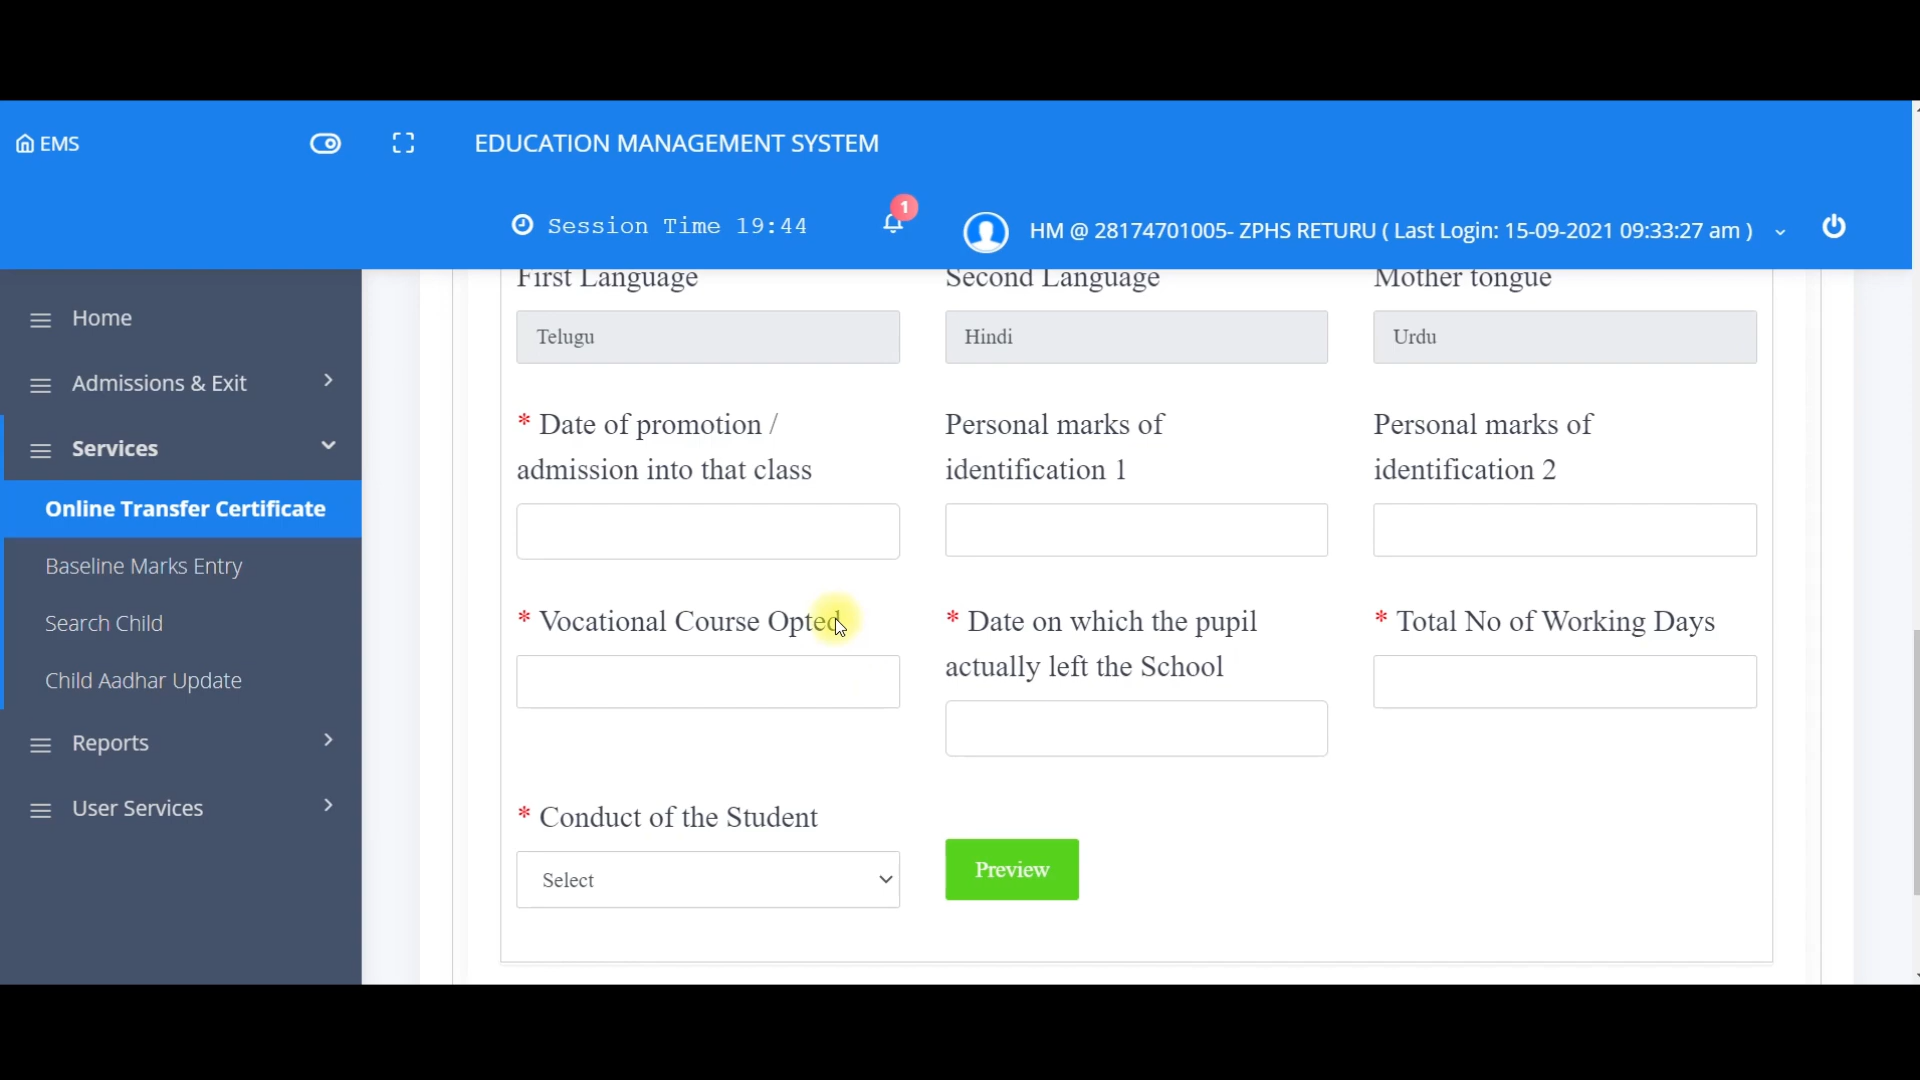 EMS
EDUCATION MANAGEMENT SYSTEM
Session Time 19:44
1
HM @ 28174701005- ZPHS RETURU ( Last Login: 15-09-2021 09:33:27 am )
Home
Admissions & Exit
Services
Online Transfer Certificate
Baseline Marks Entry
Search Child
Child Aadhar Update
Reports
User Services
First Language
Second Language
Mother tongue
Telugu
Hindi
Urdu
* Date of promotion /
admission into that class
Personal marks of
identification 1
Personal marks of
identification 2
* Vocational Course Opted
* Date on which the pupil
actually left the School
* Total No of Working Days
* Conduct of the Student
Select
Preview